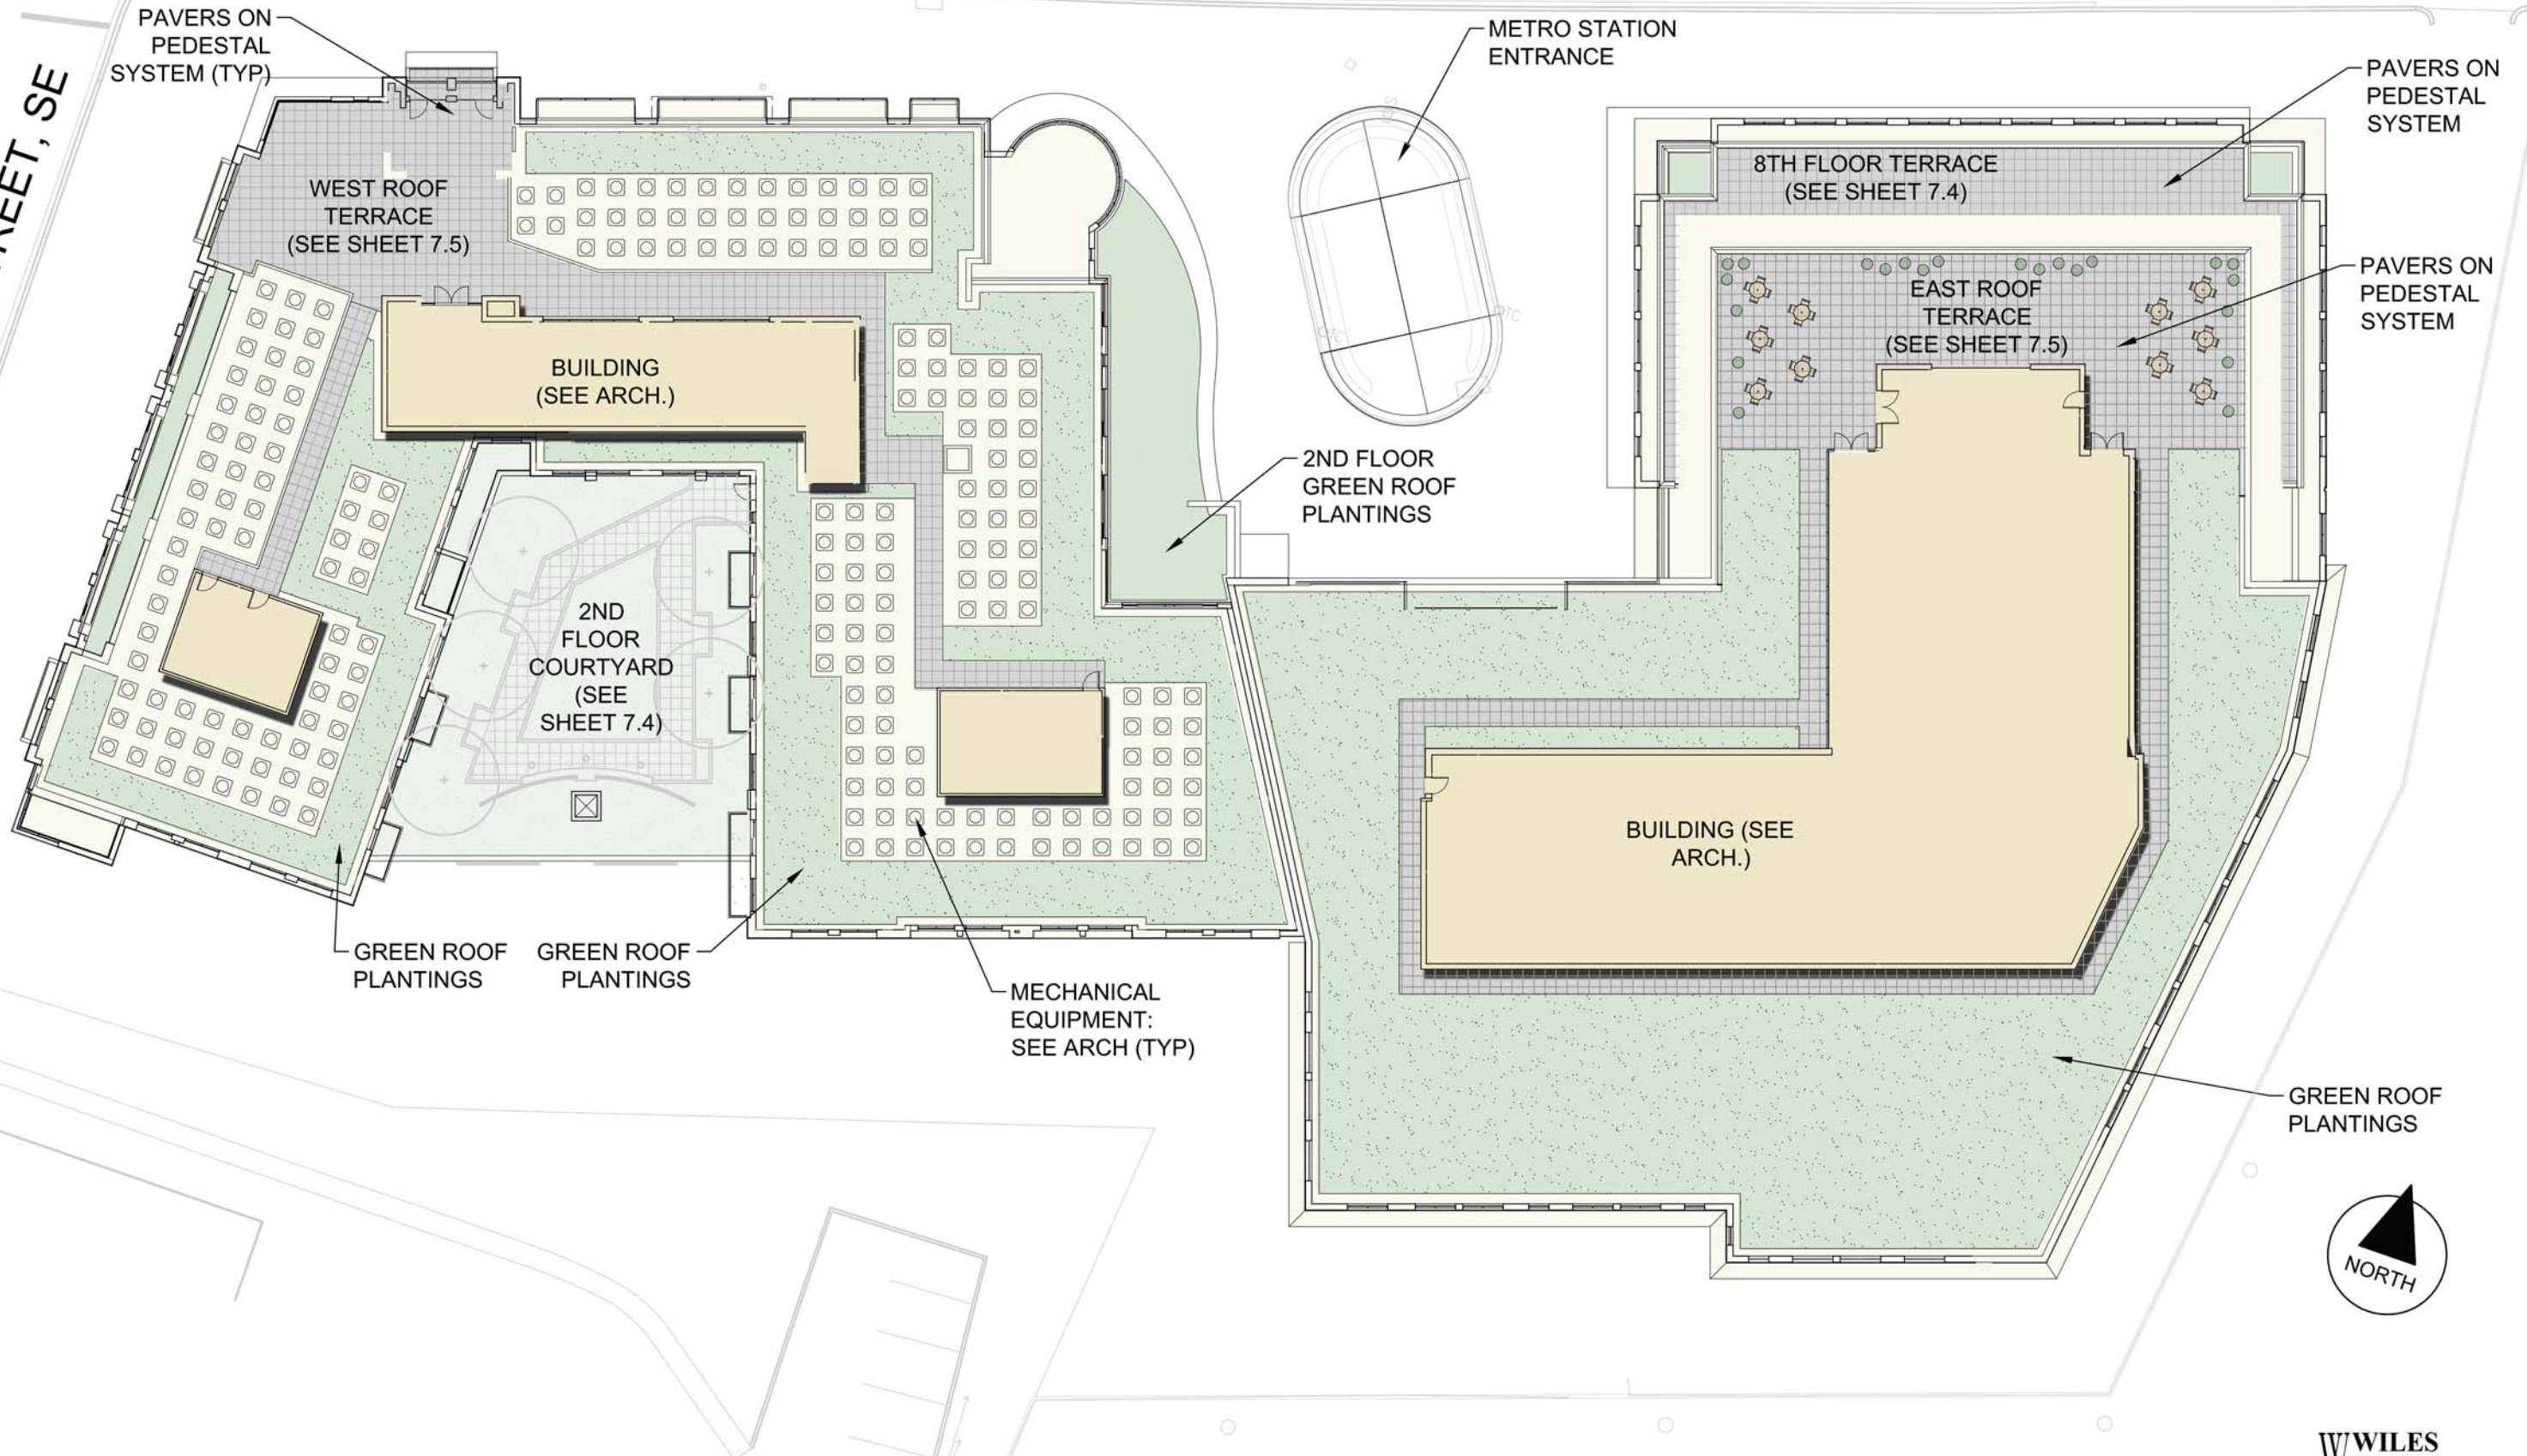 PAVERS ON
PEDESTAL
SYSTEM (TYP)
METRO STATION
ENTRANCE
PAVERS ON
PEDESTAL
SYSTEM
EET, SE
WEST ROOF
TERRACE
(SEE SHEET 7.5)
8TH FLOOR TERRACE
(SEE SHEET 7.4)
PAVERS ON
PEDESTAL
SYSTEM
EAST ROOF
TERRACE
(SEE SHEET 7.5)
BUILDING
(SEE ARCH.)
2ND FLOOR
GREEN ROOF
PLANTINGS
2ND
FLOOR
COURTYARD
(SEE
SHEET 7.4)
BUILDING (SEE
ARCH.)
GREEN ROOF
PLANTINGS
GREEN ROOF
PLANTINGS
MECHANICAL
EQUIPMENT:
SEE ARCH (TYP)
GREEN ROOF
PLANTINGS
NORTH
WILES